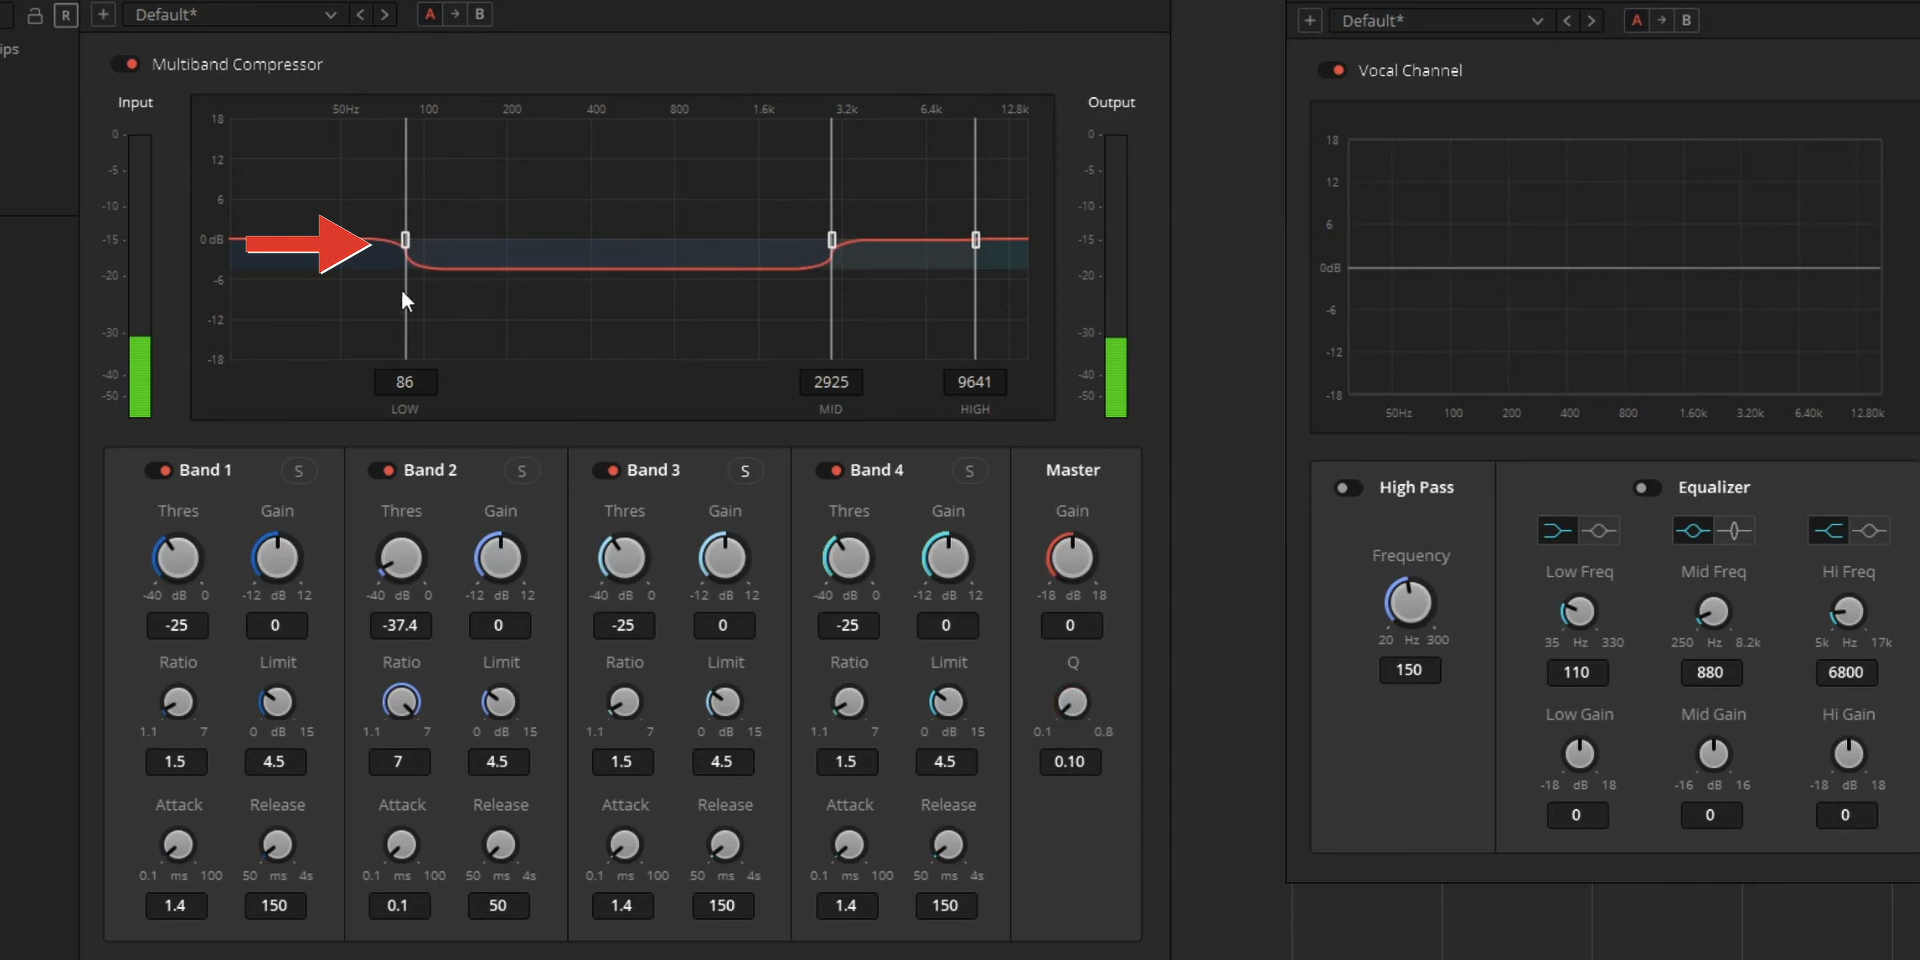 R + Default* < > A → B
ips
Multiband Compressor
Input
Output
50Hz 100 200 400 800 1.6k 3.2k 6.4k 12.8k
18
12
6
0 dB
-6
-12
-18
0
-5
-10
-15
-20
-30
-40
-50
0
-5
-10
-15
-20
-30
-40
-50
86 2925 9641
LOW MID HIGH
Band 1 S Band 2 S Band 3 S Band 4 S Master
Thres Gain Thres Gain Thres Gain Thres Gain Gain
-40 dB 0 -12 dB 12 -40 dB 0 -12 dB 12 -40 dB 0 -12 dB 12 -40 dB 0 -12 dB 12 -18 dB 18
-25 0 -37.4 0 -25 0 -25 0 0
Ratio Limit Ratio Limit Ratio Limit Ratio Limit Q
1.1 7 0 dB 15 1.1 7 0 dB 15 1.1 7 0 dB 15 1.1 7 0 dB 15 0.1 0.8
1.5 4.5 7 4.5 1.5 4.5 1.5 4.5 0.10
Attack Release Attack Release Attack Release Attack Release
0.1 ms 100 50 ms 4s 0.1 ms 100 50 ms 4s 0.1 ms 100 50 ms 4s 0.1 ms 100 50 ms 4s
1.4 150 0.1 50 1.4 150 1.4 150
+ Default* < > A → B
Vocal Channel
18
12
6
0dB
-6
-12
-18
50Hz 100 200 400 800 1.60k 3.20k 6.40k 12.80k
High Pass Equalizer
Frequency
20 Hz 300
150
Low Freq Mid Freq Hi Freq
35 Hz 330 250 Hz 8.2k 5k Hz 17k
110 880 6800
Low Gain Mid Gain Hi Gain
-18 dB 18 -16 dB 16 -18 dB 18
0 0 0